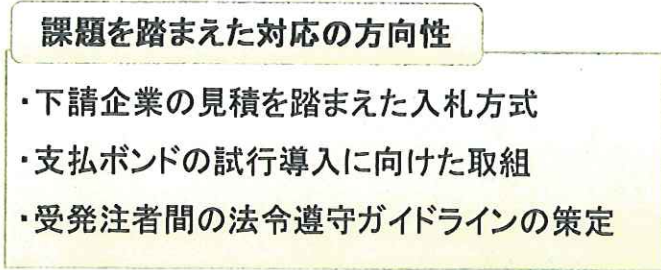 課題を踏まえた対応の方向性
・下請企業の見積を踏まえた入札方式
・支払ボンドの試行導入に向けた取組
・受発注者間の法令遵守ガイドラインの策定